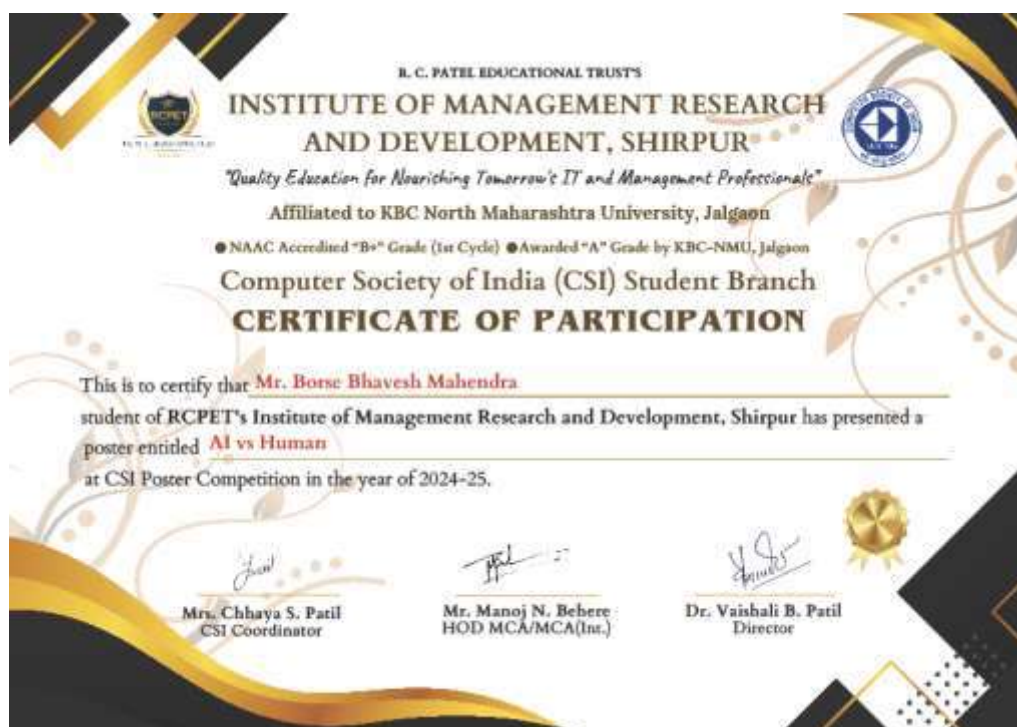 R. C. PATEL EDUCATIONAL TRUST'S
RCPET
INSTITUTE OF MANAGEMENT RESEARCH
AND DEVELOPMENT, SHIRPUR
"Quality Education for Nourishing Tomorrow's IT and Management Professionals"
Affiliated to KBC North Maharashtra University, Jalgaon
● NAAC Accredited "B+" Grade (1st Cycle) ● Awarded "A" Grade by KBC-NMU, Jalgaon
Computer Society of India (CSI) Student Branch
CERTIFICATE OF PARTICIPATION
This is to certify that Mr. Borse Bhavesh Mahendra
student of RCPET's Institute of Management Research and Development, Shirpur has presented a
poster entitled AI vs Human
at CSI Poster Competition in the year of 2024-25.
Mrs. Chhaya S. Patil
CSI Coordinator
Mr. Manoj N. Behere
HOD MCA/MCA(Int.)
Dr. Vaishali B. Patil
Director